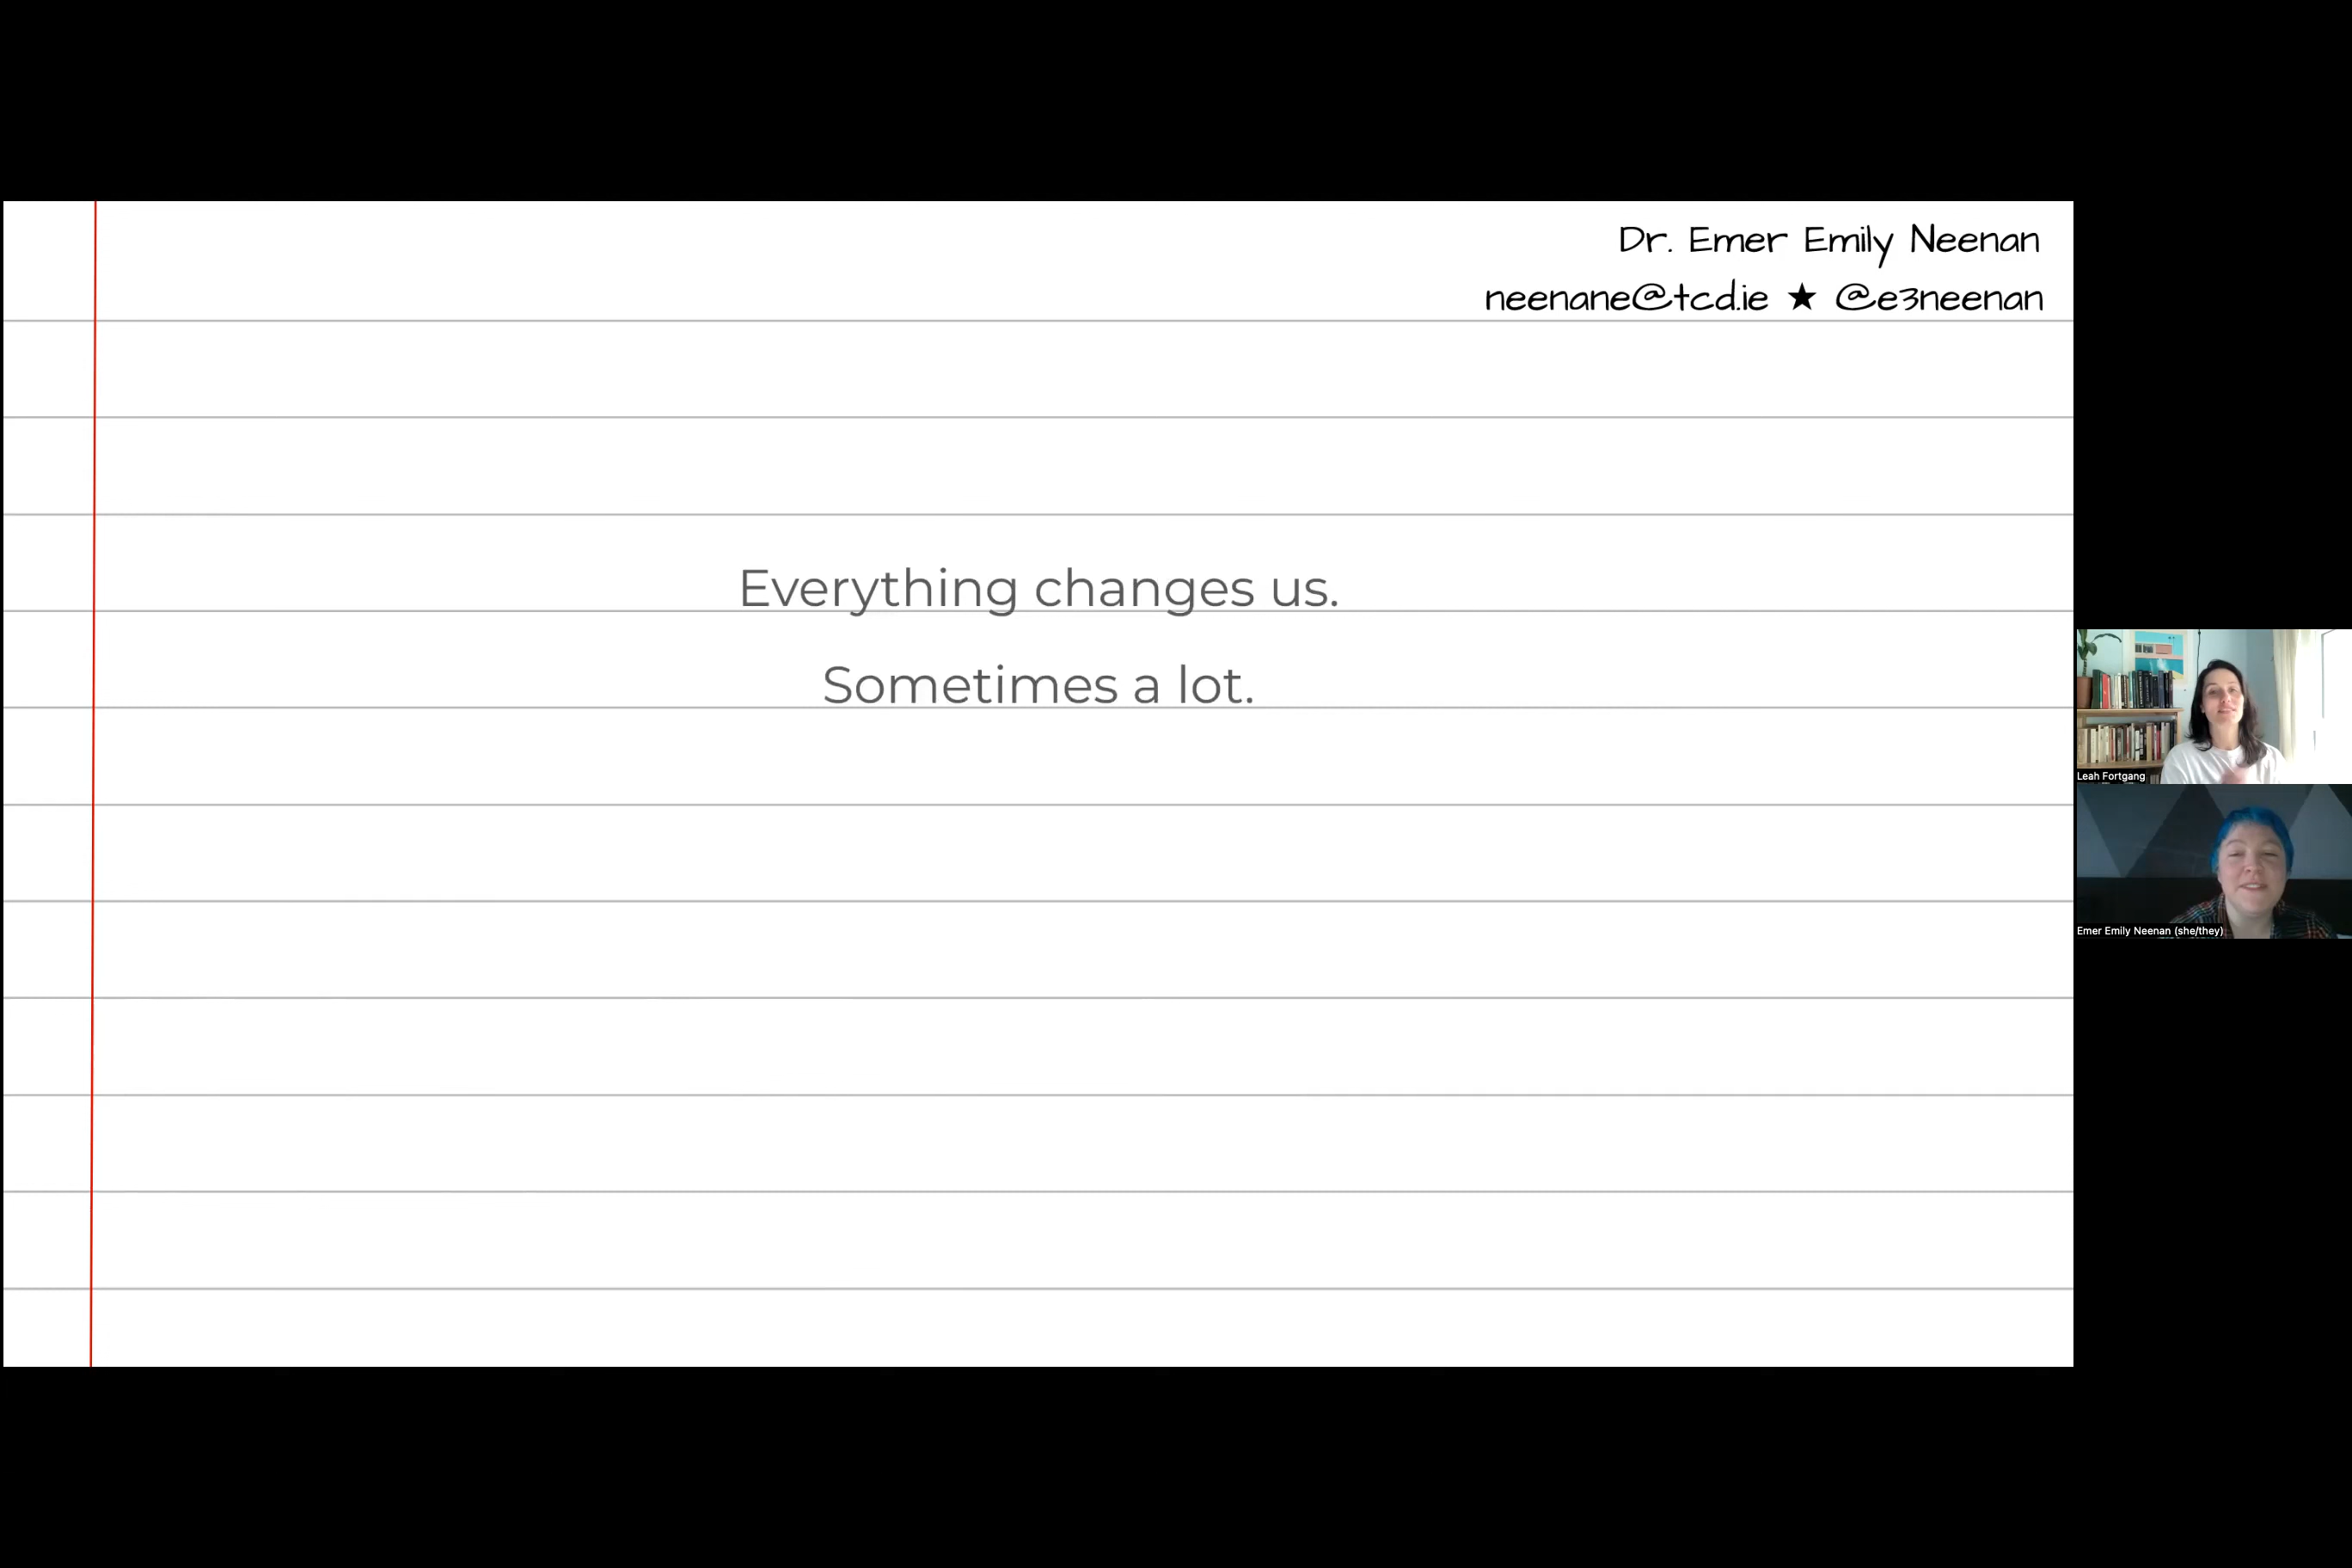 Dr. Emer Emily Neenan
neenane@tcd.ie ★ @e3neenan
Everything changes us.
Sometimes a lot.
Leah Fortgang
Emer Emily Neenan (she/they)